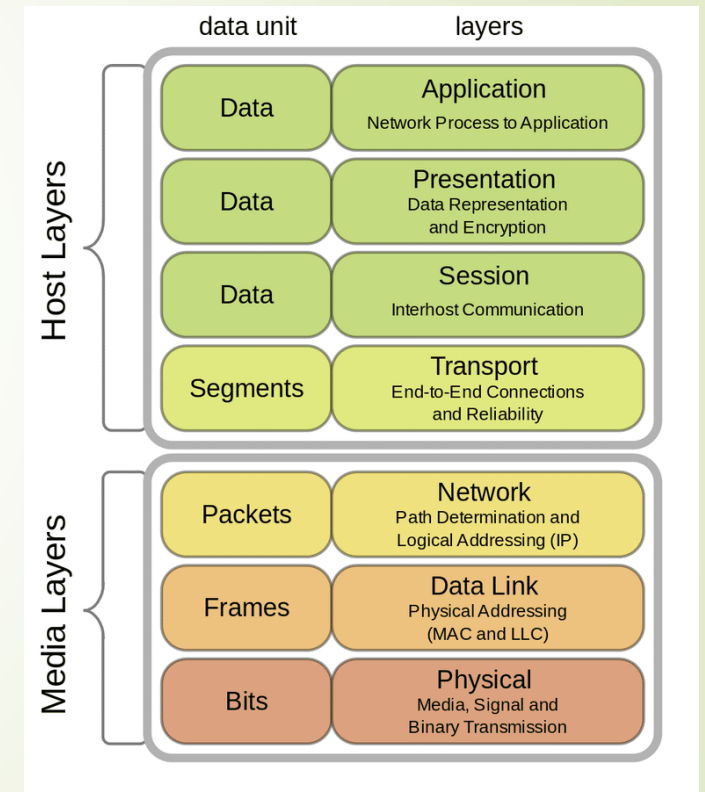 data unit
layers
Host Layers
Data
Application
Network Process to Application
Data
Presentation
Data Representation
and Encryption
Data
Session
Interhost Communication
Segments
Transport
End-to-End Connections
and Reliability
Media Layers
Packets
Network
Path Determination and
Logical Addressing (IP)
Frames
Data Link
Physical Addressing
(MAC and LLC)
Bits
Physical
Media, Signal and
Binary Transmission